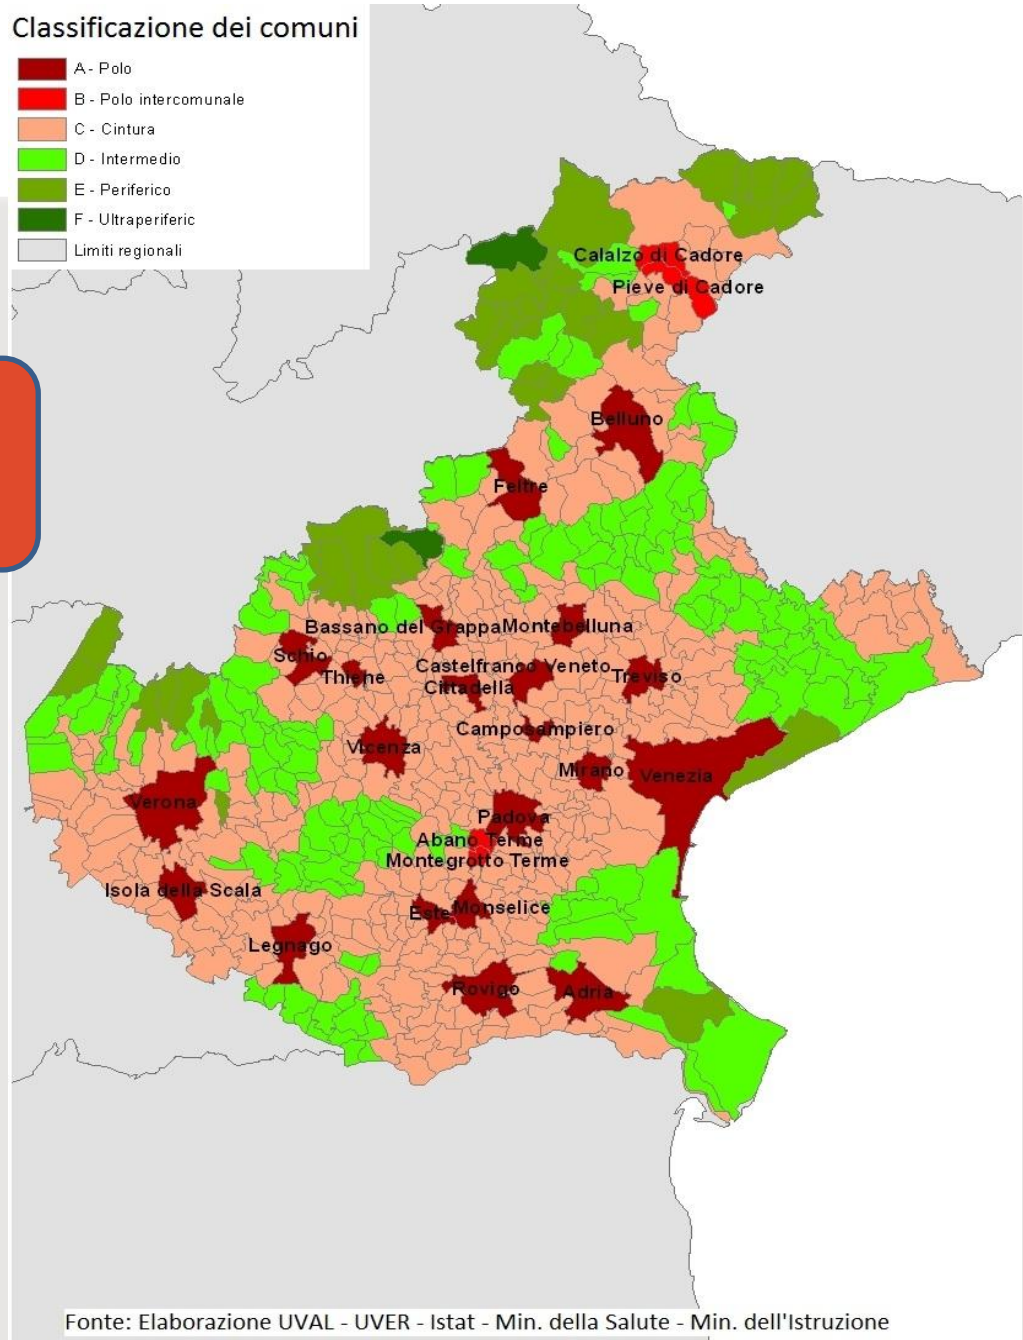 Classificazione dei comuni
A - Polo
B - Polo intercomunale
C - Cintura
D - Intermedio
E - Periferico
F - Ultraperiferic
Limiti regionali
Calalzo di Cadore
Pieve di Cadore
Belluno
Feltre
Bassano del Grappa
Montebelluna
Schio
Thiene
Castelfranco Veneto
Cittadella
Treviso
Camposampiero
Vicenza
Mirano
Venezia
Verona
Padova
Abano Terme
Montegrotto Terme
Isola della Scala
Este
Monselice
Legnago
Rovigo
Adria
Fonte: Elaborazione UVAL - UVER - Istat - Min. della Salute - Min. dell'Istruzione